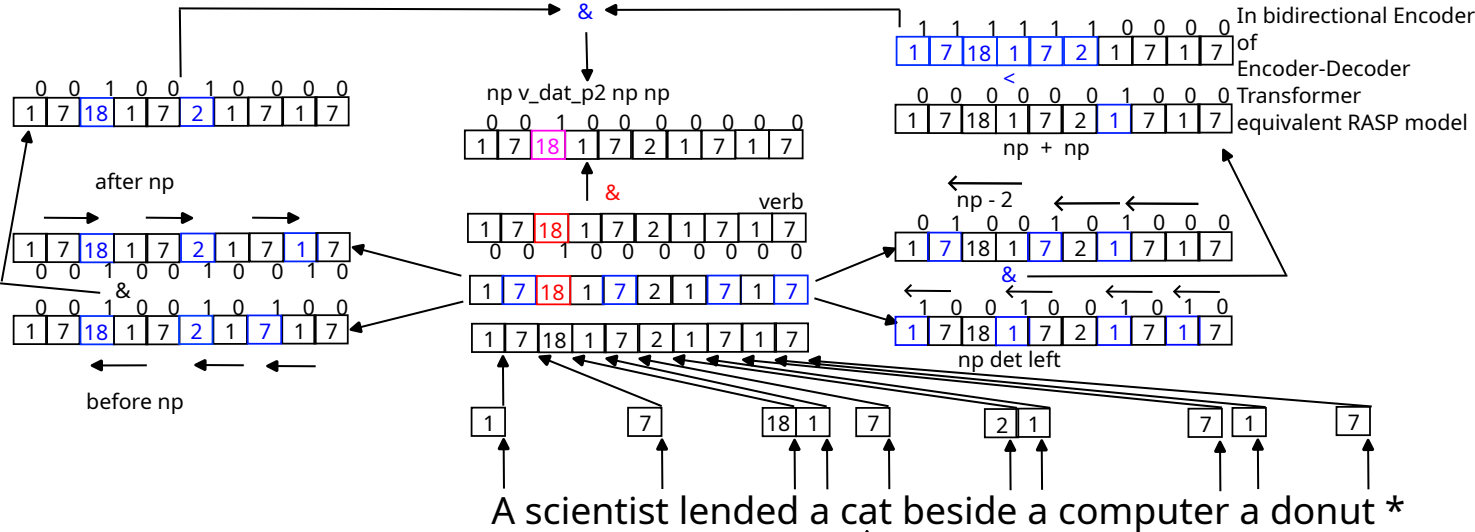 &
In bidirectional Encoder
of
Encoder-Decoder
Transformer
equivalent RASP model
1 1 1 1 1 1 0 0 0 0
1 7 18 1 7 2 1 7 1 7
<
0 0 0 0 0 0 1 0 0 0
1 7 18 1 7 2 1 7 1 7
np + np
0 0 1 0 0 1 0 0 0 0
1 7 18 1 7 2 1 7 1 7
np v_dat_p2 np np
0 0 1 0 0 0 0 0 0 0
1 7 18 1 7 2 1 7 1 7
&
verb
1 7 18 1 7 2 1 7 1 7
0 0 1 0 0 0 0 0 0 0
after np
1 7 18 1 7 2 1 7 1 7
0 0 1 0 0 1 0 0 1 0
&
0 0 1 0 0 1 0 1 0 0
1 7 18 1 7 2 1 7 1 7
before np
np - 2
0 1 0 0 1 0 1 0 0 0
1 7 18 1 7 2 1 7 1 7
&
1 0 0 1 0 0 1 0 1 0
1 7 18 1 7 2 1 7 1 7
np det left
1 7 18 1 7 2 1 7 1 7
1 7 18 1 7 2 1 7 1 7
1 7 18 1 7 2 1 7 1 7
A scientist lended a cat beside a computer a donut *